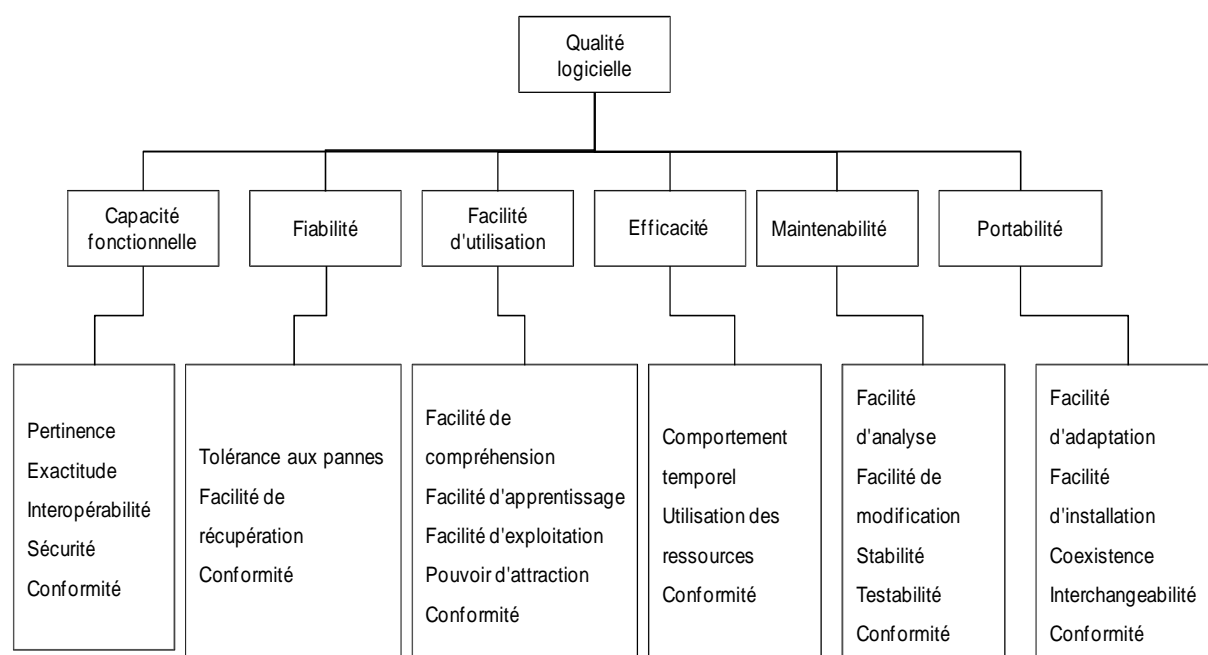 Qualité
logicielle
Capacité
fonctionnelle
Fiabilité
Facilité
d'utilisation
Efficacité
Maintenabilité
Portabilité
Pertinence
Exactitude
Interopérabilité
Sécurité
Conformité
Tolérance aux pannes
Facilité de
récupération
Conformité
Facilité de
compréhension
Facilité d'apprentissage
Facilité d'exploitation
Pouvoir d'attraction
Conformité
Comportement
temporel
Utilisation des
ressources
Conformité
Facilité
d'analyse
Facilité de
modification
Stabilité
Testabilité
Conformité
Facilité
d'adaptation
Facilité
d'installation
Coexistence
Interchangeabilité
Conformité